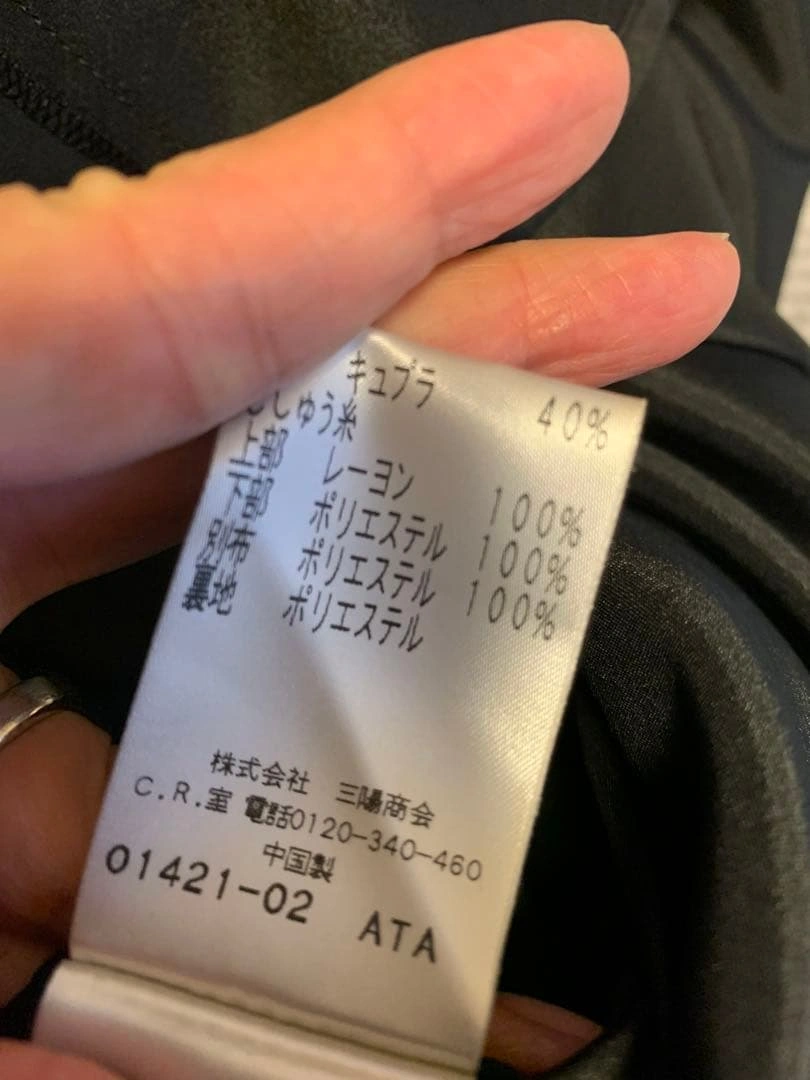 キュプラ 40%
ししゅう糸
上部 レーヨン 100%
下部 ポリエステル 100%
別布 ポリエステル 100%
裏地 ポリエステル
株式会社 三陽商会
C.R.室 電話0120-340-460
中国製
01421-02 ATA